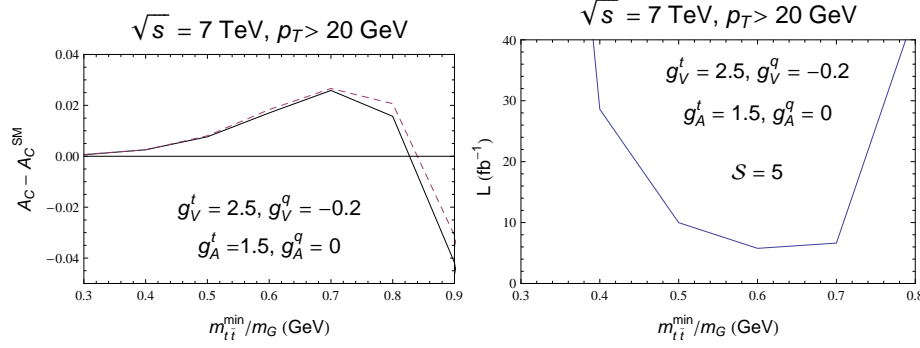 √s = 7 TeV, p_T > 20 GeV
A_C − A_C^SM
0.04
0.02
0.00
−0.02
−0.04
g_V^t = 2.5, g_V^q = −0.2
g_A^t = 1.5, g_A^q = 0
0.3 0.4 0.5 0.6 0.7 0.8 0.9
m_{t t̄}^min/m_G (GeV)
√s = 7 TeV, p_T > 20 GeV
L (fb⁻¹)
40
30
20
10
0
g_V^t = 2.5, g_V^q = −0.2
g_A^t = 1.5, g_A^q = 0
𝒮 = 5
0.3 0.4 0.5 0.6 0.7 0.8
m_{t t̄}^min/m_G (GeV)